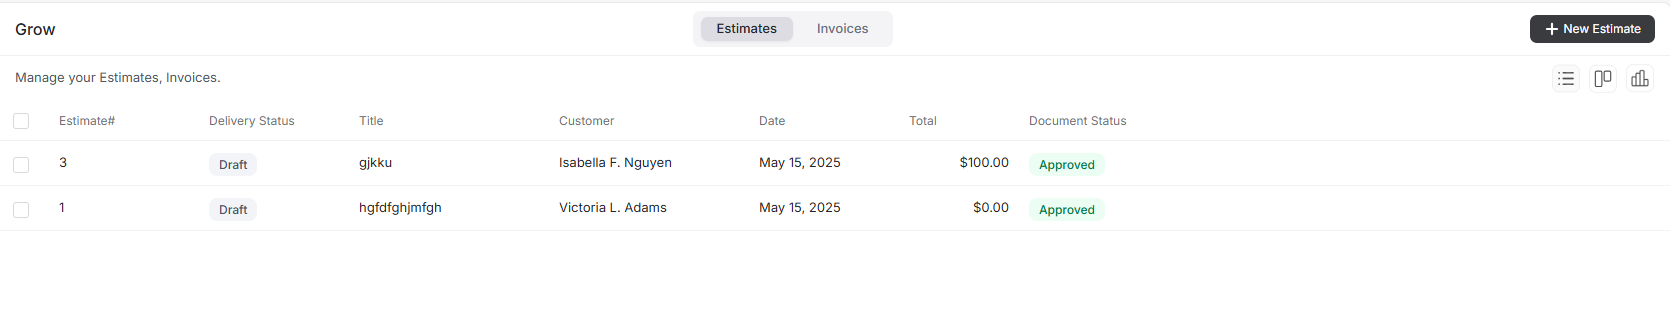 Grow
Estimates Invoices
New Estimate
Manage your Estimates, Invoices.
Estimate# Delivery Status Title Customer Date Total Document Status
3 Draft gjkku Isabella F. Nguyen May 15, 2025 $100.00 Approved
1 Draft hgfdfghjmfgh Victoria L. Adams May 15, 2025 $0.00 Approved